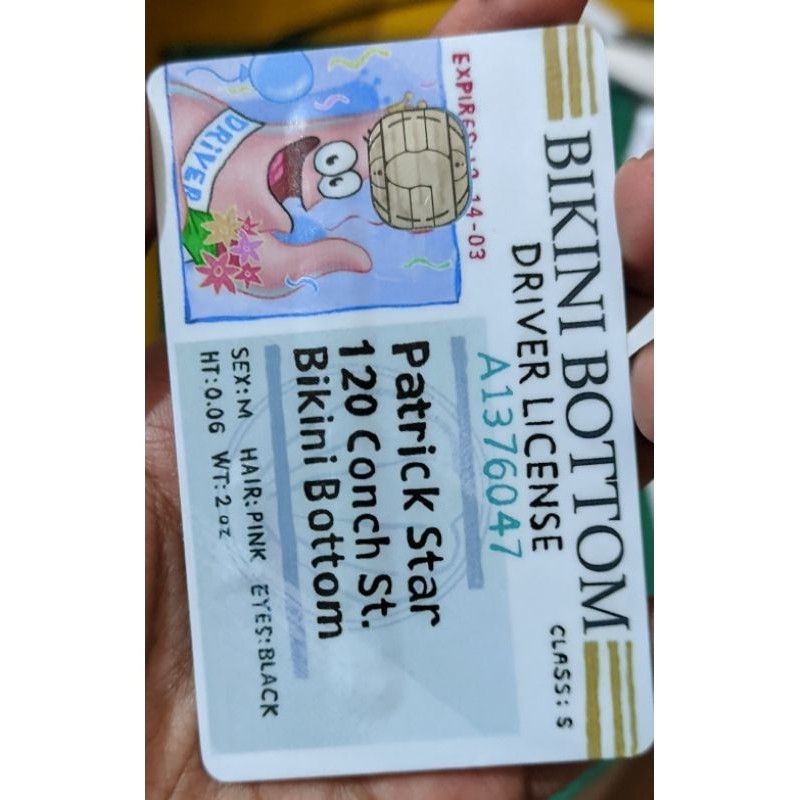 BIKINI BOTTOM
DRIVER LICENSE
CLASS: S
A1376047
EXPIRES 14-03
DRiVER
Patrick Star
120 Conch St.
Bikini Bottom
SEX:M HAIR:PINK EYES:BLACK
HT:0.06 WT:2 oz